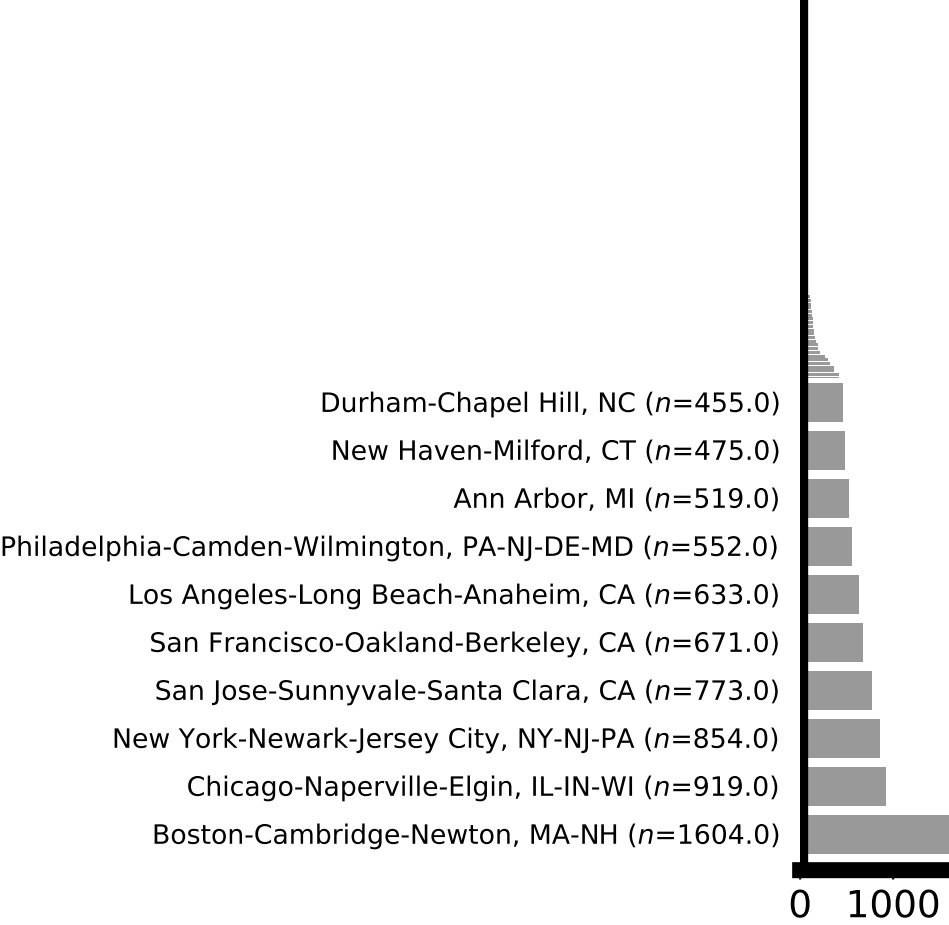 Durham-Chapel Hill, NC (n=455.0)
New Haven-Milford, CT (n=475.0)
Ann Arbor, MI (n=519.0)
Philadelphia-Camden-Wilmington, PA-NJ-DE-MD (n=552.0)
Los Angeles-Long Beach-Anaheim, CA (n=633.0)
San Francisco-Oakland-Berkeley, CA (n=671.0)
San Jose-Sunnyvale-Santa Clara, CA (n=773.0)
New York-Newark-Jersey City, NY-NJ-PA (n=854.0)
Chicago-Naperville-Elgin, IL-IN-WI (n=919.0)
Boston-Cambridge-Newton, MA-NH (n=1604.0)
0 1000